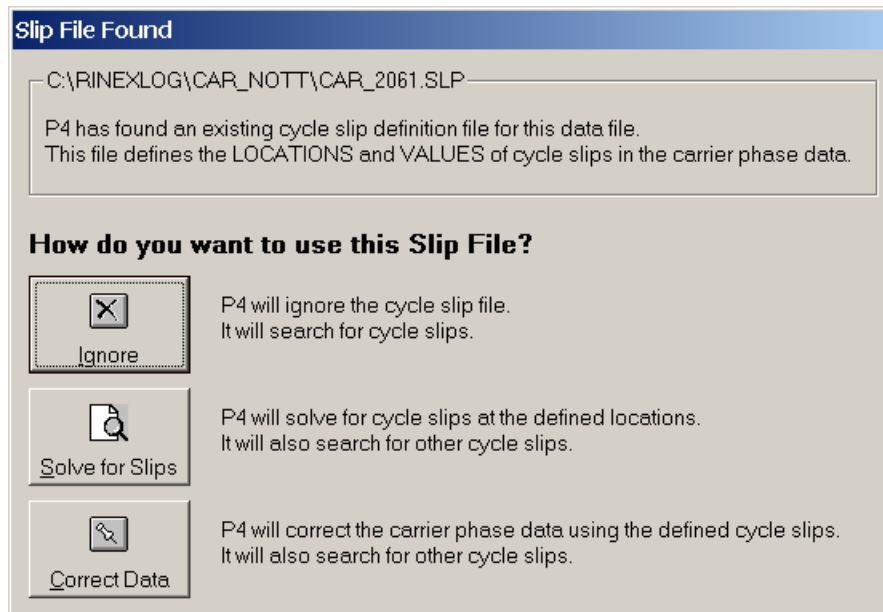 Slip File Found
C:\RINEXLOG\CAR_NOTT\CAR_2061.SLP
P4 has found an existing cycle slip definition file for this data file.
This file defines the LOCATIONS and VALUES of cycle slips in the carrier phase data.
How do you want to use this Slip File?
P4 will ignore the cycle slip file.
It will search for cycle slips.
Ignore
P4 will solve for cycle slips at the defined locations.
It will also search for other cycle slips.
Solve for Slips
P4 will correct the carrier phase data using the defined cycle slips.
It will also search for other cycle slips.
Correct Data